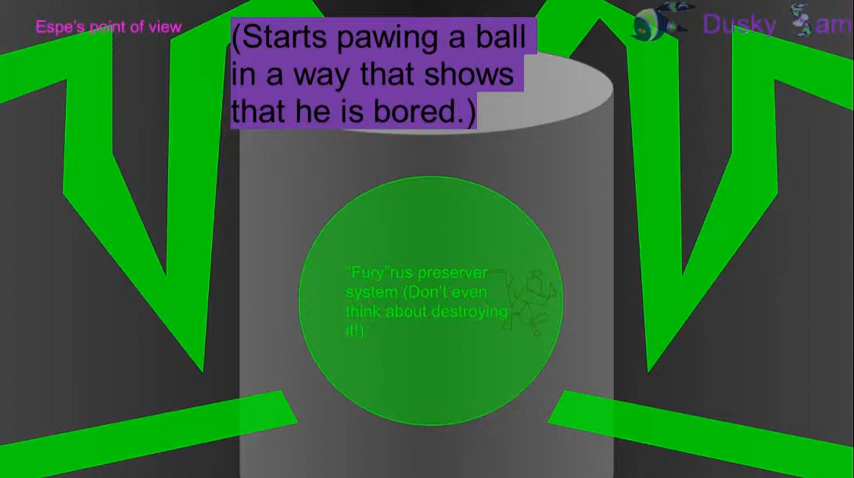 Espe's point of view
(Starts pawing a ball
in a way that shows
that he is bored.)
Dusky am
"Fury"rus preserver
system (Don't even
think about destroying
it!)